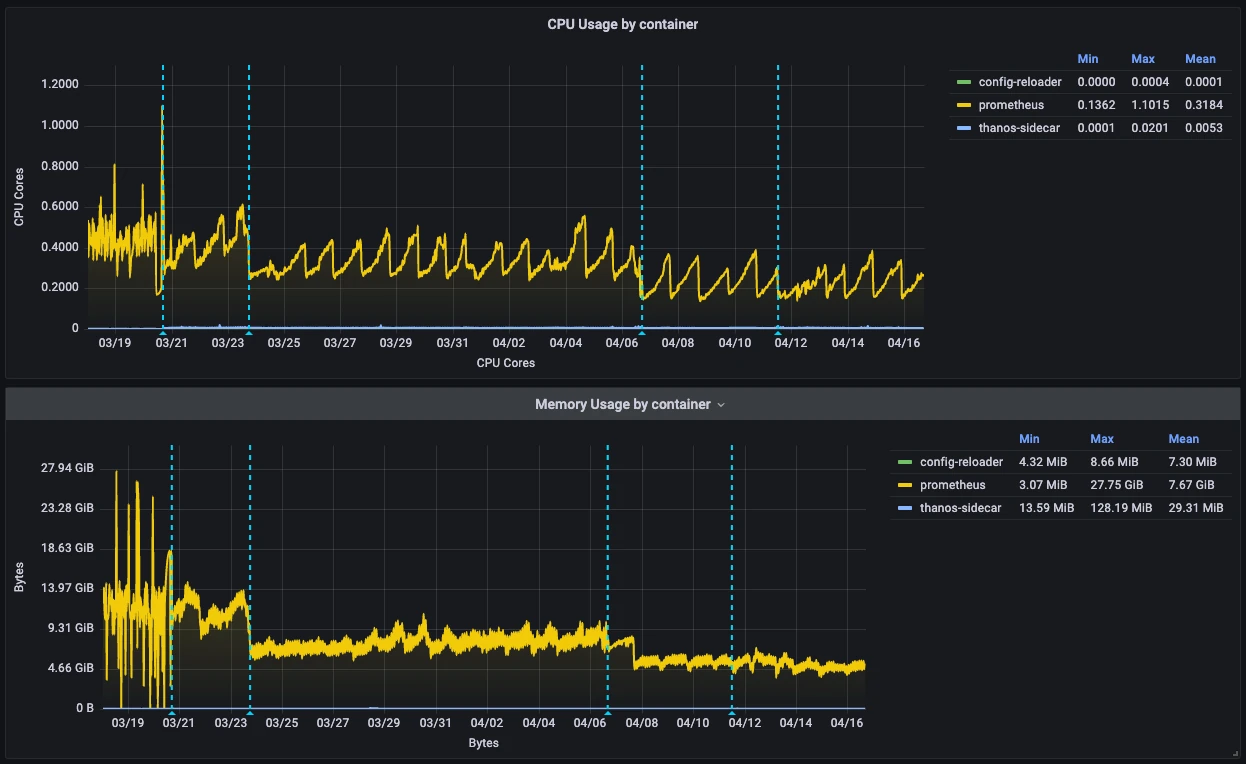 CPU Usage by container
Min Max Mean
config-reloader 0.0000 0.0004 0.0001
prometheus 0.1362 1.1015 0.3184
thanos-sidecar 0.0001 0.0201 0.0053
CPU Cores
1.2000
1.0000
0.8000
0.6000
0.4000
0.2000
0
03/19 03/21 03/23 03/25 03/27 03/29 03/31 04/02 04/04 04/06 04/08 04/10 04/12 04/14 04/16
CPU Cores
Memory Usage by container
Min Max Mean
config-reloader 4.32 MiB 8.66 MiB 7.30 MiB
prometheus 3.07 MiB 27.75 GiB 7.67 GiB
thanos-sidecar 13.59 MiB 128.19 MiB 29.31 MiB
Bytes
27.94 GiB
23.28 GiB
18.63 GiB
13.97 GiB
9.31 GiB
4.66 GiB
0 B
03/19 03/21 03/23 03/25 03/27 03/29 03/31 04/02 04/04 04/06 04/08 04/10 04/12 04/14 04/16
Bytes